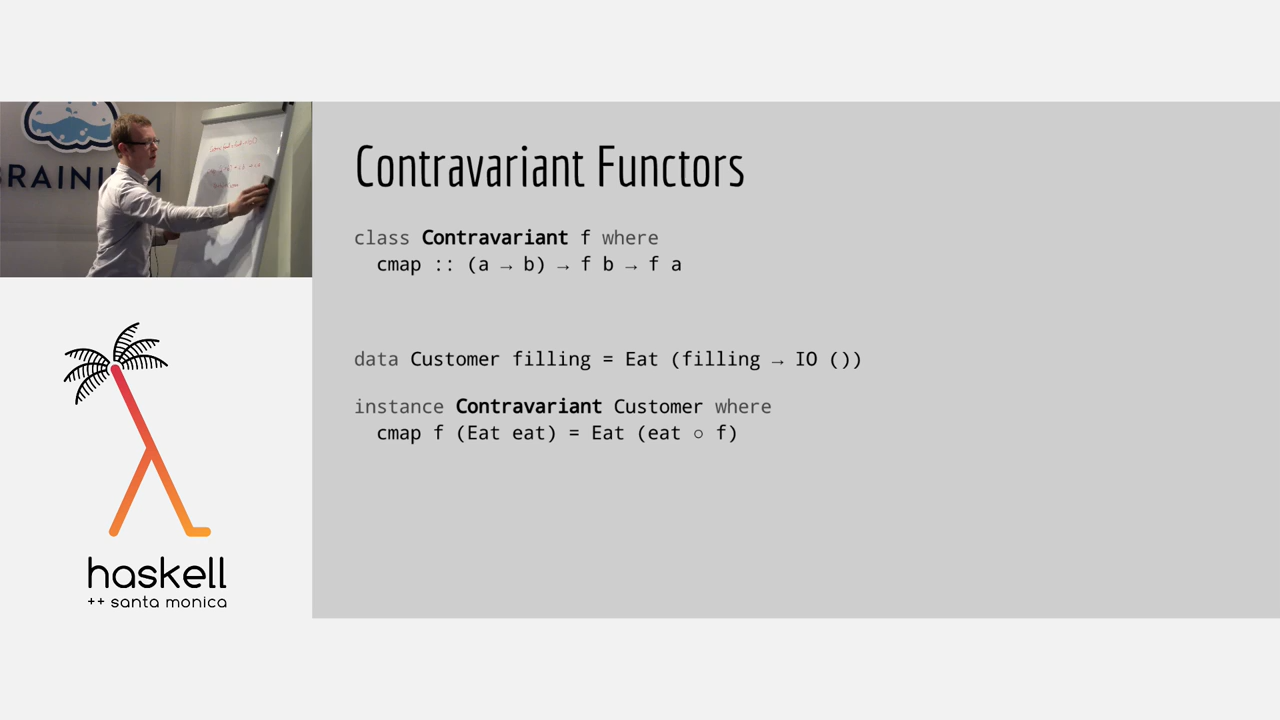 Contravariant Functors
class Contravariant f where
cmap :: (a → b) → f b → f a
data Customer filling = Eat (filling → IO ())
instance Contravariant Customer where
cmap f (Eat eat) = Eat (eat ○ f)
haskell
++ santa monica